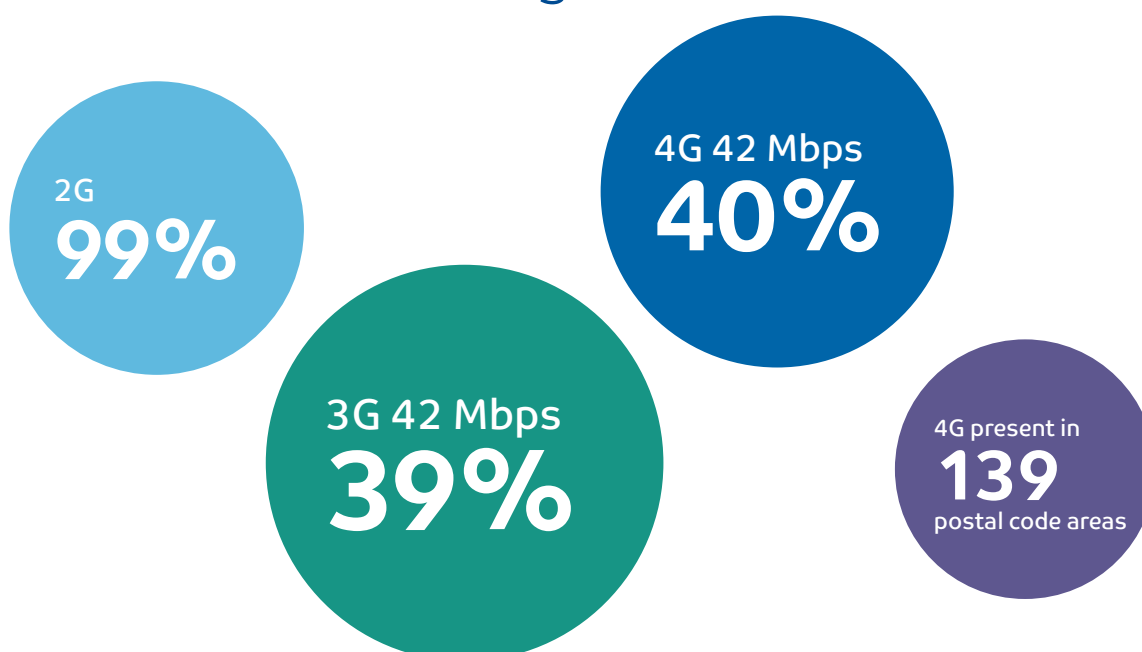 2G
99%
4G 42 Mbps
40%
3G 42 Mbps
39%
4G present in
139
postal code areas